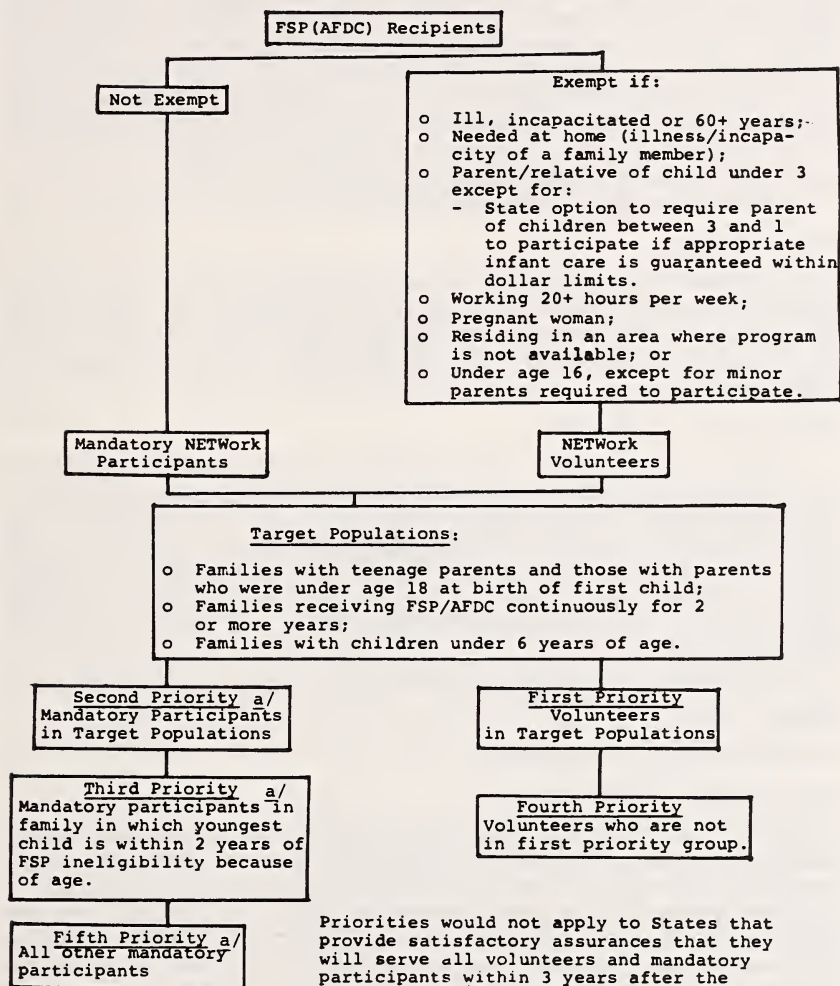 FSP(AFDC) Recipients
Not Exempt
Exempt if:
o Ill, incapacitated or 60+ years;
o Needed at home (illness/incapa-
city of a family member);
o Parent/relative of child under 3
except for:
- State option to require parent
of children between 3 and 1
to participate if appropriate
infant care is guaranteed within
dollar limits.
o Working 20+ hours per week;
o Pregnant woman;
o Residing in an area where program
is not available; or
o Under age 16, except for minor
parents required to participate.
Mandatory NETWork
Participants
NETWork
Volunteers
Target Populations:
o Families with teenage parents and those with parents
who were under age 18 at birth of first child;
o Families receiving FSP/AFDC continuously for 2
or more years;
o Families with children under 6 years of age.
Second Priority a/
Mandatory Participants
in Target Populations
First Priority
Volunteers
in Target Populations
Third Priority a/
Mandatory participants in
family in which youngest
child is within 2 years of
FSP ineligibility because
of age.
Fourth Priority
Volunteers who are not
in first priority group.
Fifth Priority a/
All other mandatory
participants
Priorities would not apply to States that
provide satisfactory assurances that they
will serve all volunteers and mandatory
participants within 3 years after the